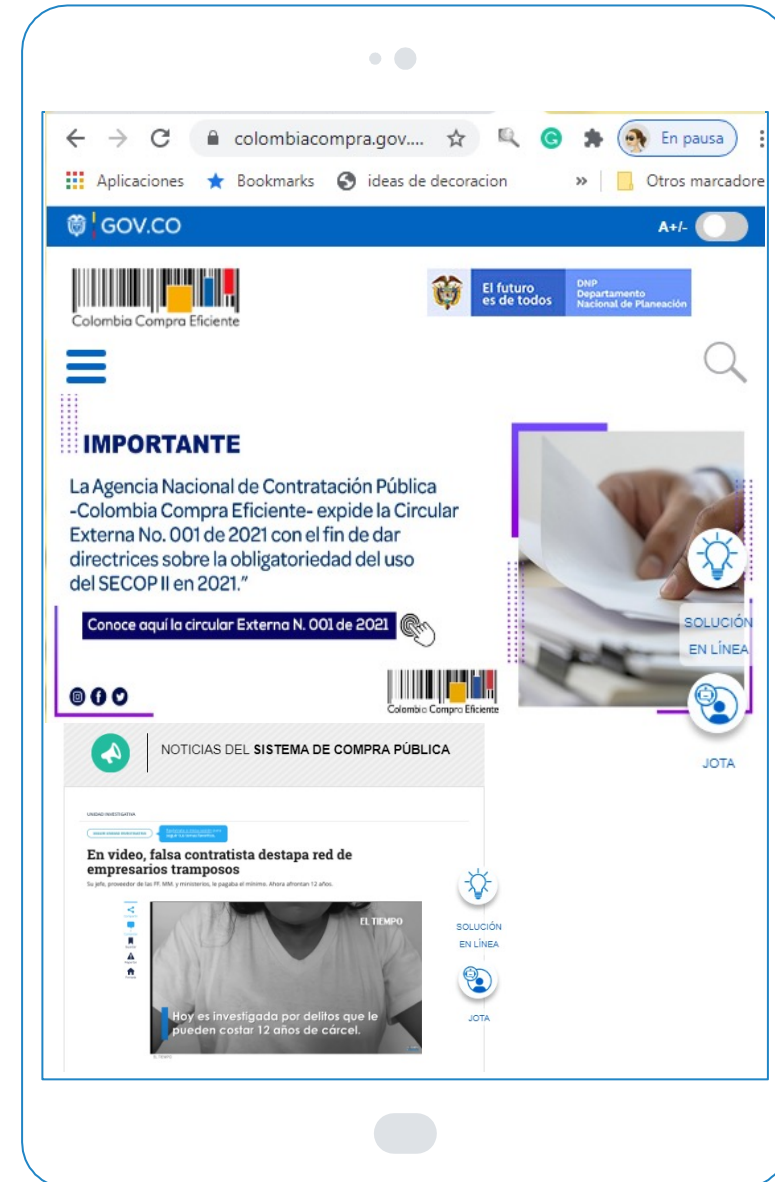 colombiacompra.gov....
En pausa
Aplicaciones
Bookmarks
ideas de decoracion
»
Otros marcadore
GOV.CO
A+/-
Colombia Compra Eficiente
El futuro
es de todos
DNP
Departamento
Nacional de Planeación
IMPORTANTE
La Agencia Nacional de Contratación Pública
-Colombia Compra Eficiente- expide la Circular
Externa No. 001 de 2021 con el fin de dar
directrices sobre la obligatoriedad del uso
del SECOP II en 2021."
Conoce aquí la circular Externa N. 001 de 2021
SOLUCIÓN
EN LÍNEA
Colombia Compra Eficiente
JOTA
NOTICIAS DEL SISTEMA DE COMPRA PÚBLICA
UNIDAD INVESTIGATIVA
En video, falsa contratista destapa red de
empresarios tramposos
Su jefe, proveedor de las FF. MM. y ministerios, le pagaba el mínimo. Ahora afrontan 12 años.
EL TIEMPO
Hoy es investigada por delitos que le
pueden costar 12 años de cárcel.
SOLUCIÓN
EN LÍNEA
JOTA
EL TIEMPO